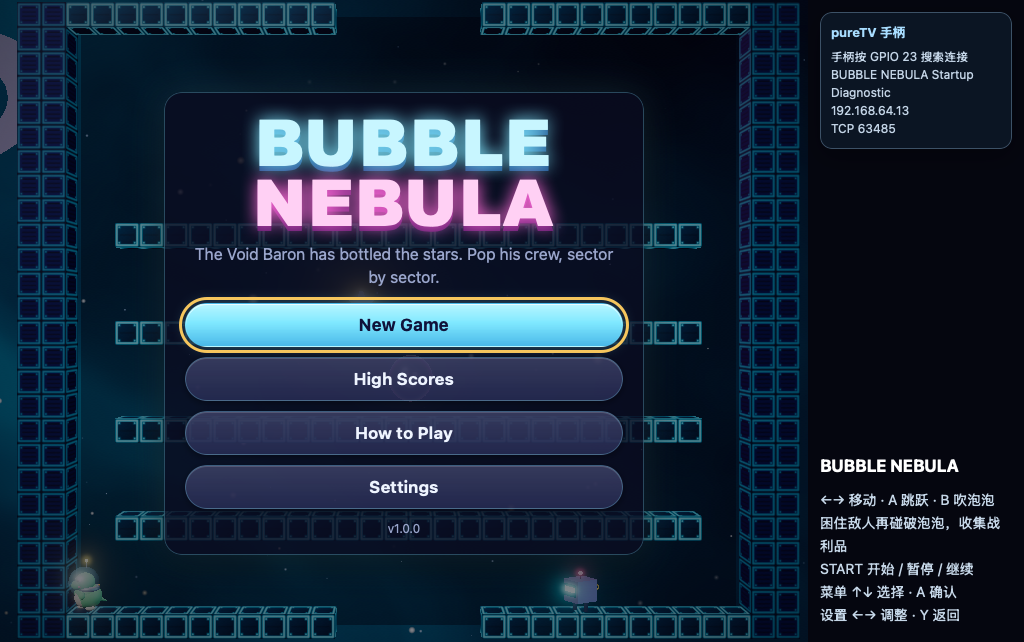 BUBBLE
NEBULA
The Void Baron has bottled the stars. Pop his crew, sector
by sector.
New Game
High Scores
How to Play
Settings
v1.0.0
pureTV 手柄
手柄按 GPIO 23 搜索连接
BUBBLE NEBULA Startup
Diagnostic
192.168.64.13
TCP 63485
BUBBLE NEBULA
←→ 移动 · A 跳跃 · B 吹泡泡
困住敌人再碰破泡泡，收集战
利品
START 开始 / 暂停 / 继续
菜单 ↑↓ 选择 · A 确认
设置 ←→ 调整 · Y 返回